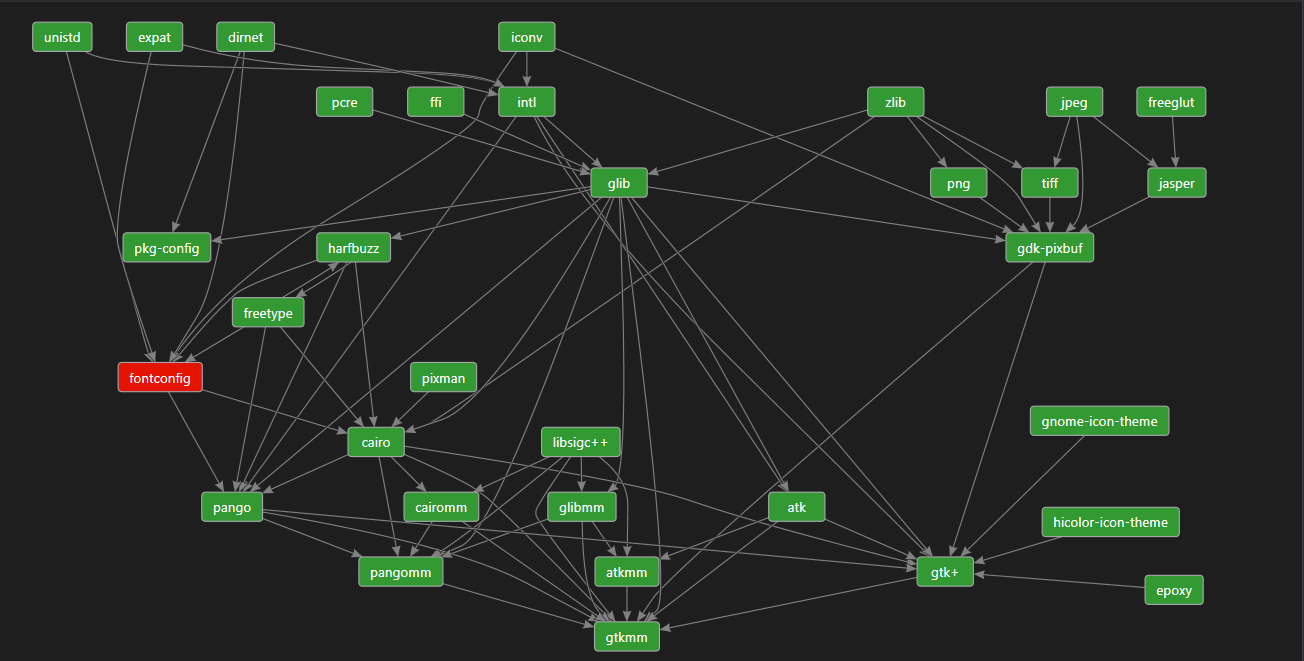 unistd
expat
dirnet
iconv
pcre
ffi
intl
zlib
jpeg
freeglut
glib
png
tiff
jasper
pkg-config
harfbuzz
gdk-pixbuf
freetype
fontconfig
pixman
gnome-icon-theme
cairo
libsigc++
pango
cairomm
glibmm
atk
hicolor-icon-theme
pangomm
atkmm
gtk+
epoxy
gtkmm